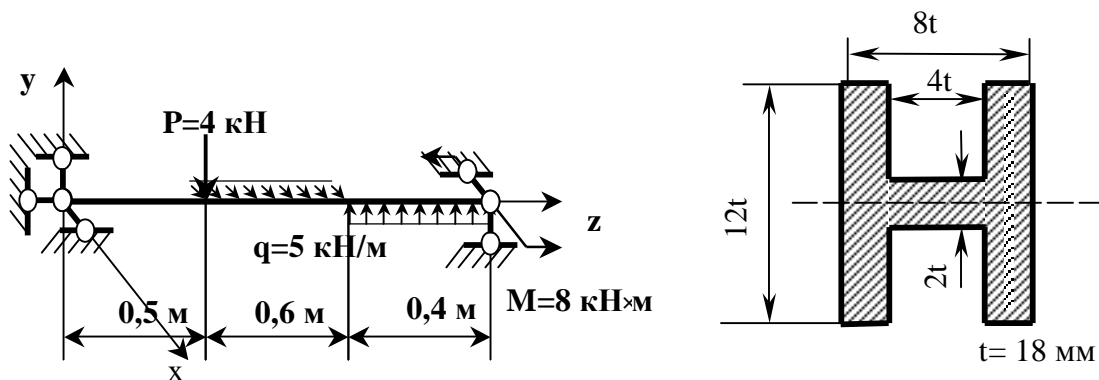 y
P=4 кН
z
q=5 кН/м
M=8 кН×м
0,5 м
0,6 м
0,4 м
x
8t
4t
12t
2t
t= 18 мм